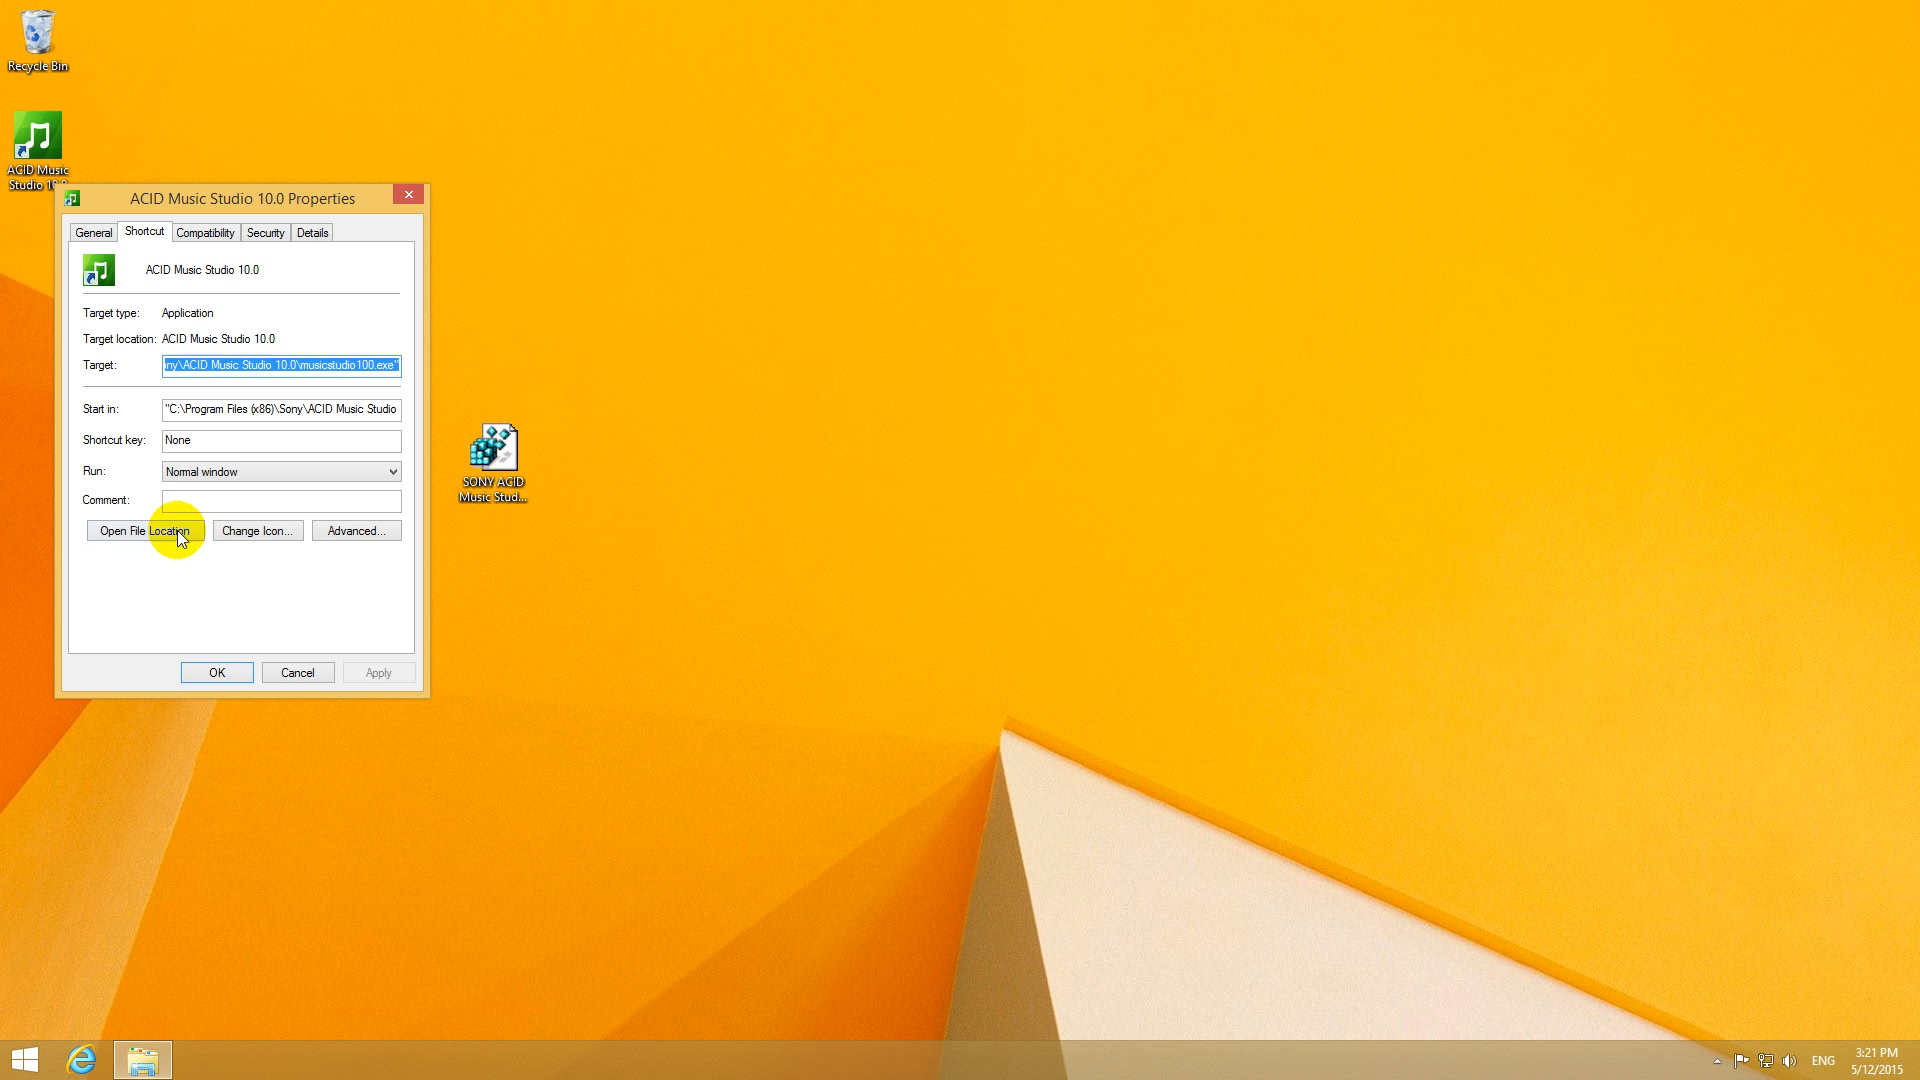 Recycle Bin
ACID Music
Studio 10.0
ACID Music Studio 10.0 Properties
General Shortcut Compatibility Security Details
ACID Music Studio 10.0
Target type: Application
Target location: ACID Music Studio 10.0
Target: ny\ACID Music Studio 10.0\musicstudio100.exe"
Start in: "C:\Program Files (x86)\Sony\ACID Music Studio
Shortcut key: None
Run: Normal window
Comment:
Open File Location Change Icon... Advanced...
OK Cancel Apply
SONY ACID
Music Stud...
ENG
3:21 PM
5/12/2015